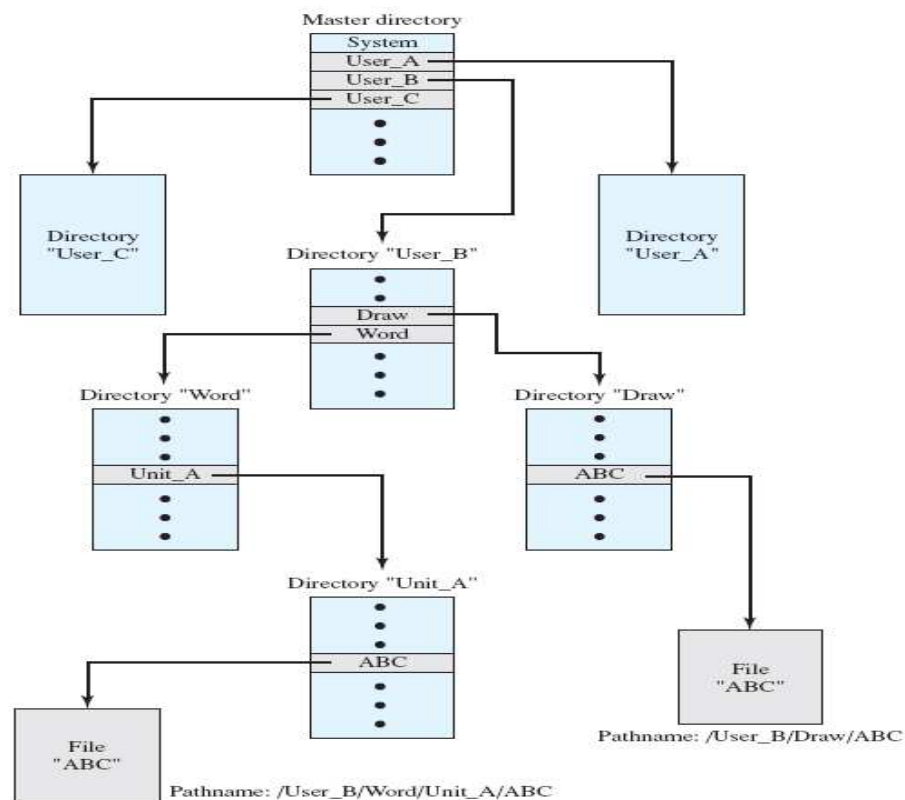 Master directory
System
User_A
User_B
User_C
Directory
"User_C"
Directory "User_B"
Directory
"User_A"
Draw
Word
Directory "Word"
Directory "Draw"
Unit_A
ABC
Directory "Unit_A"
ABC
File
"ABC"
Pathname: /User_B/Draw/ABC
File
"ABC"
Pathname: /User_B/Word/Unit_A/ABC